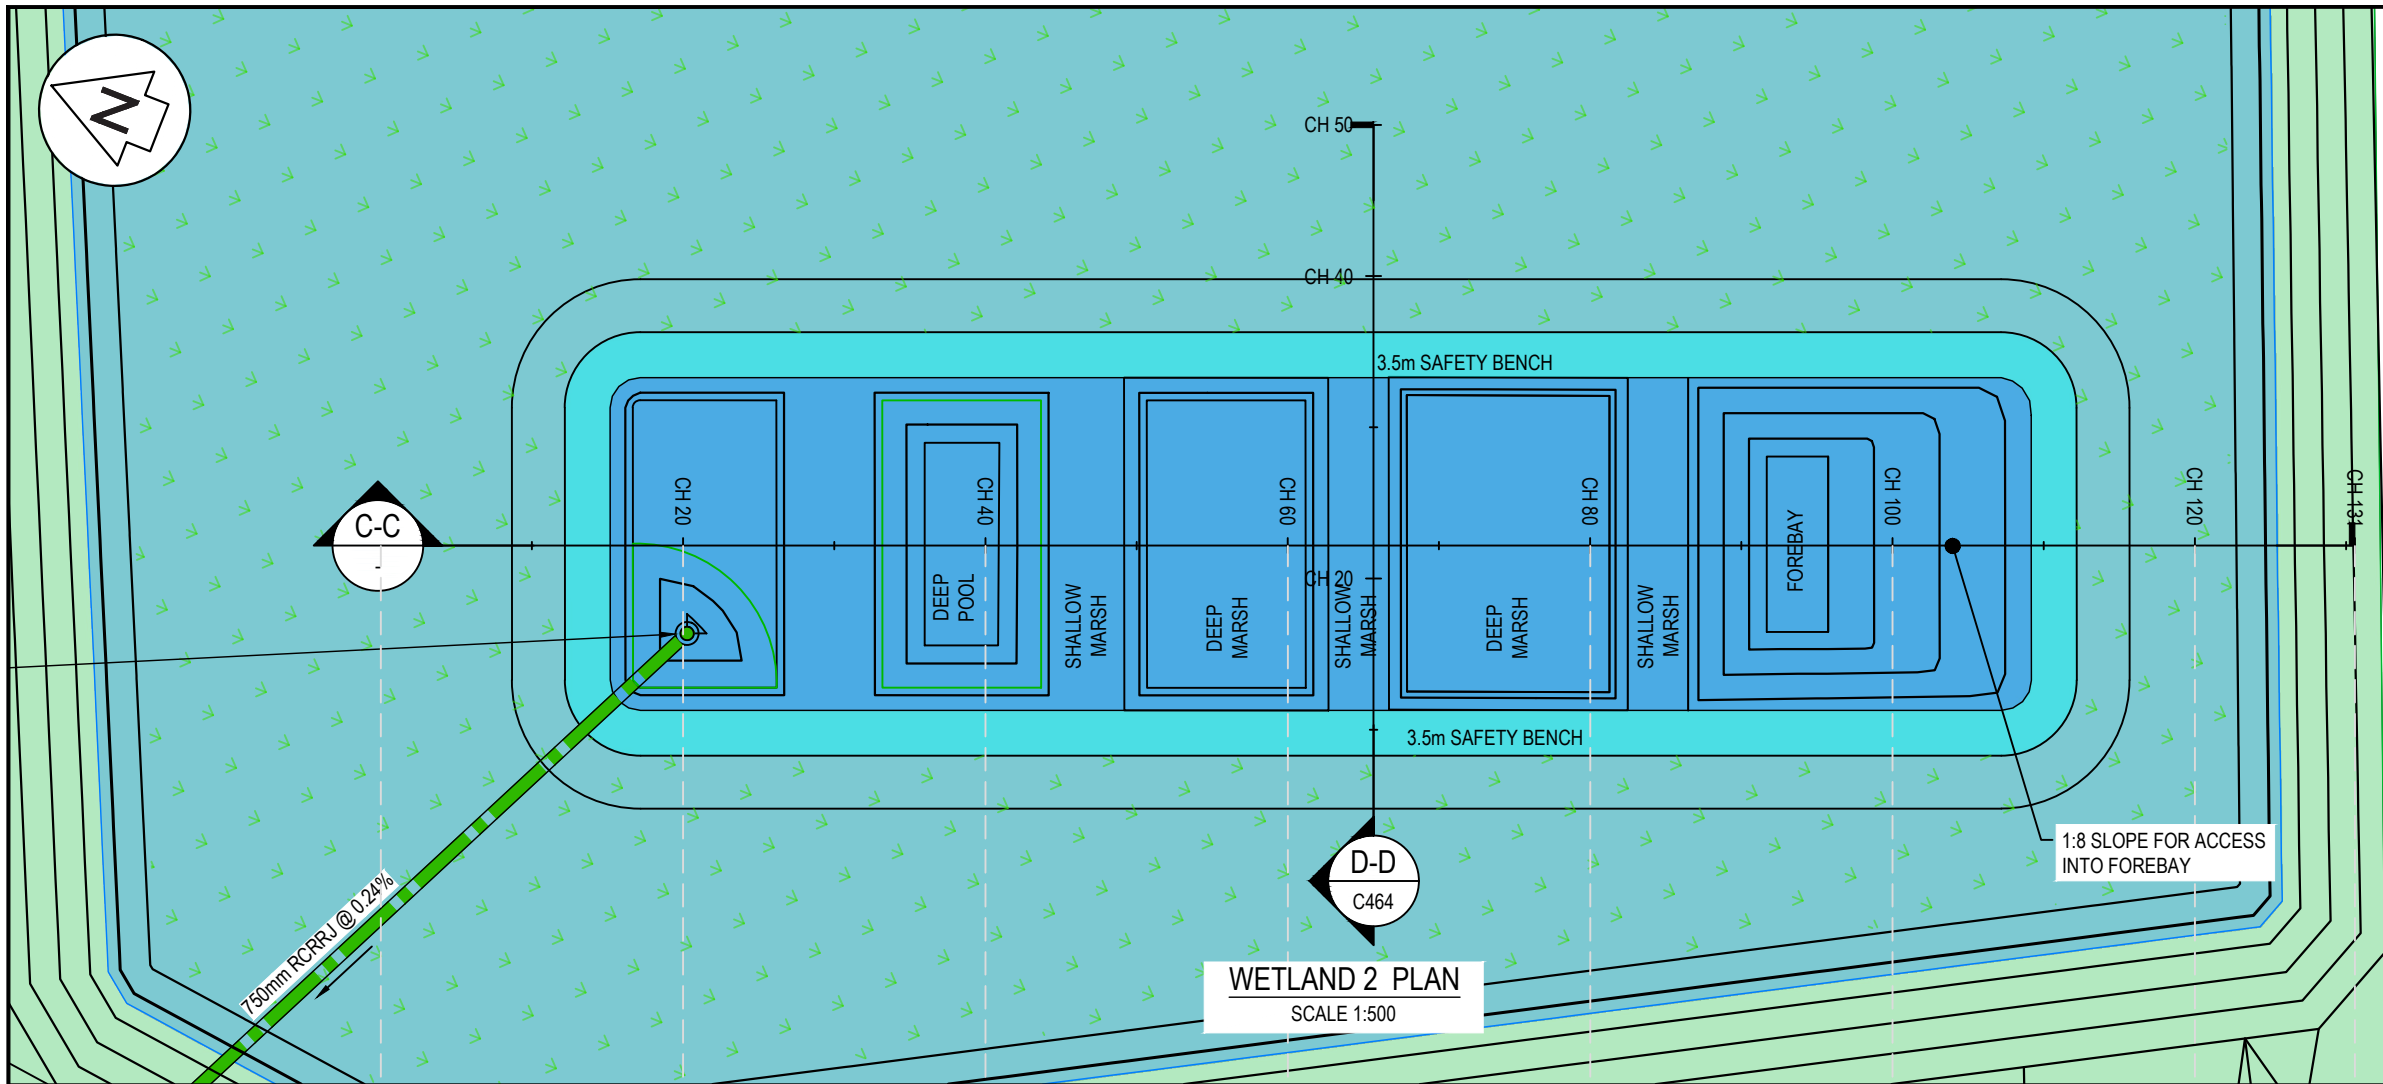 N
CH 50
CH 40
3.5m SAFETY BENCH
C-C
-
CH 20
CH 40
CH 60
CH 80
CH 100
CH 120
CH 131
DEEP
POOL
SHALLOW
MARSH
DEEP
MARSH
CH 20
SHALLOW
MARSH
DEEP
MARSH
SHALLOW
MARSH
FOREBAY
3.5m SAFETY BENCH
1:8 SLOPE FOR ACCESS
INTO FOREBAY
D-D
C464
750mm RCRRJ @ 0.24%
WETLAND 2 PLAN
SCALE 1:500